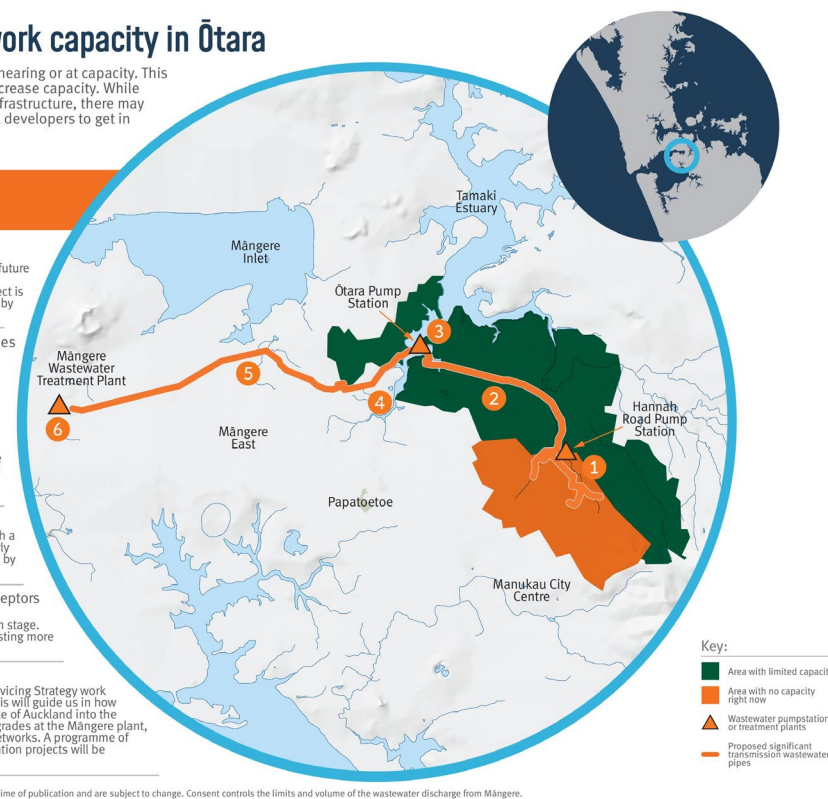 work capacity in Ōtara
nearing or at capacity. This
crease capacity. While
frastructure, there may
developers to get in
future
ect is
by
es
h a
ly
by
eptors
n stage.
sting more
vicing Strategy work
is will guide us in how
e of Auckland into the
grades at the Māngere plant,
etworks. A programme of
ation projects will be
Tamaki
Estuary
Māngere
Inlet
Ōtara Pump
Station
3
Māngere
Wastewater
Treatment Plant
5
4
2
6
Māngere
East
Hannah
Road Pump
Station
1
Papatoetoe
Manukau City
Centre
Key:
Area with limited capacit
Area with no capacity
right now
Wastewater pumpstation
or treatment plants
Proposed significant
transmission wastewater
pipes
time of publication and are subject to change. Consent controls the limits and volume of the wastewater discharge from Māngere.